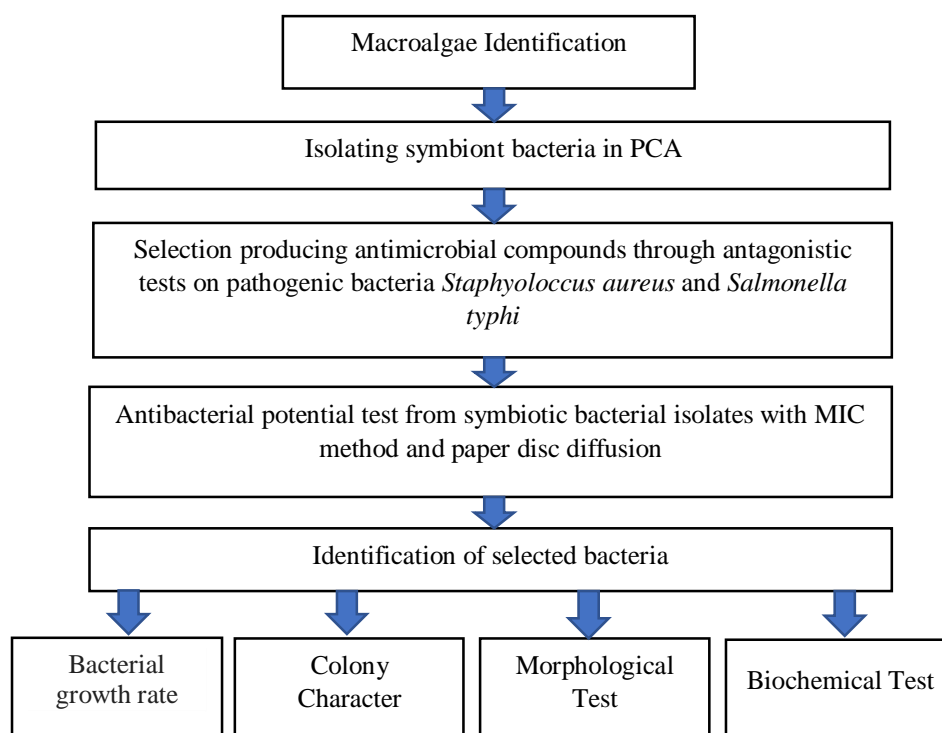 Macroalgae Identification
Isolating symbiont bacteria in PCA
Selection producing antimicrobial compounds through antagonistic
tests on pathogenic bacteria Staphyoloccus aureus and Salmonella
typhi
Antibacterial potential test from symbiotic bacterial isolates with MIC
method and paper disc diffusion
Identification of selected bacteria
Bacterial
growth rate
Colony
Character
Morphological
Test
Biochemical Test